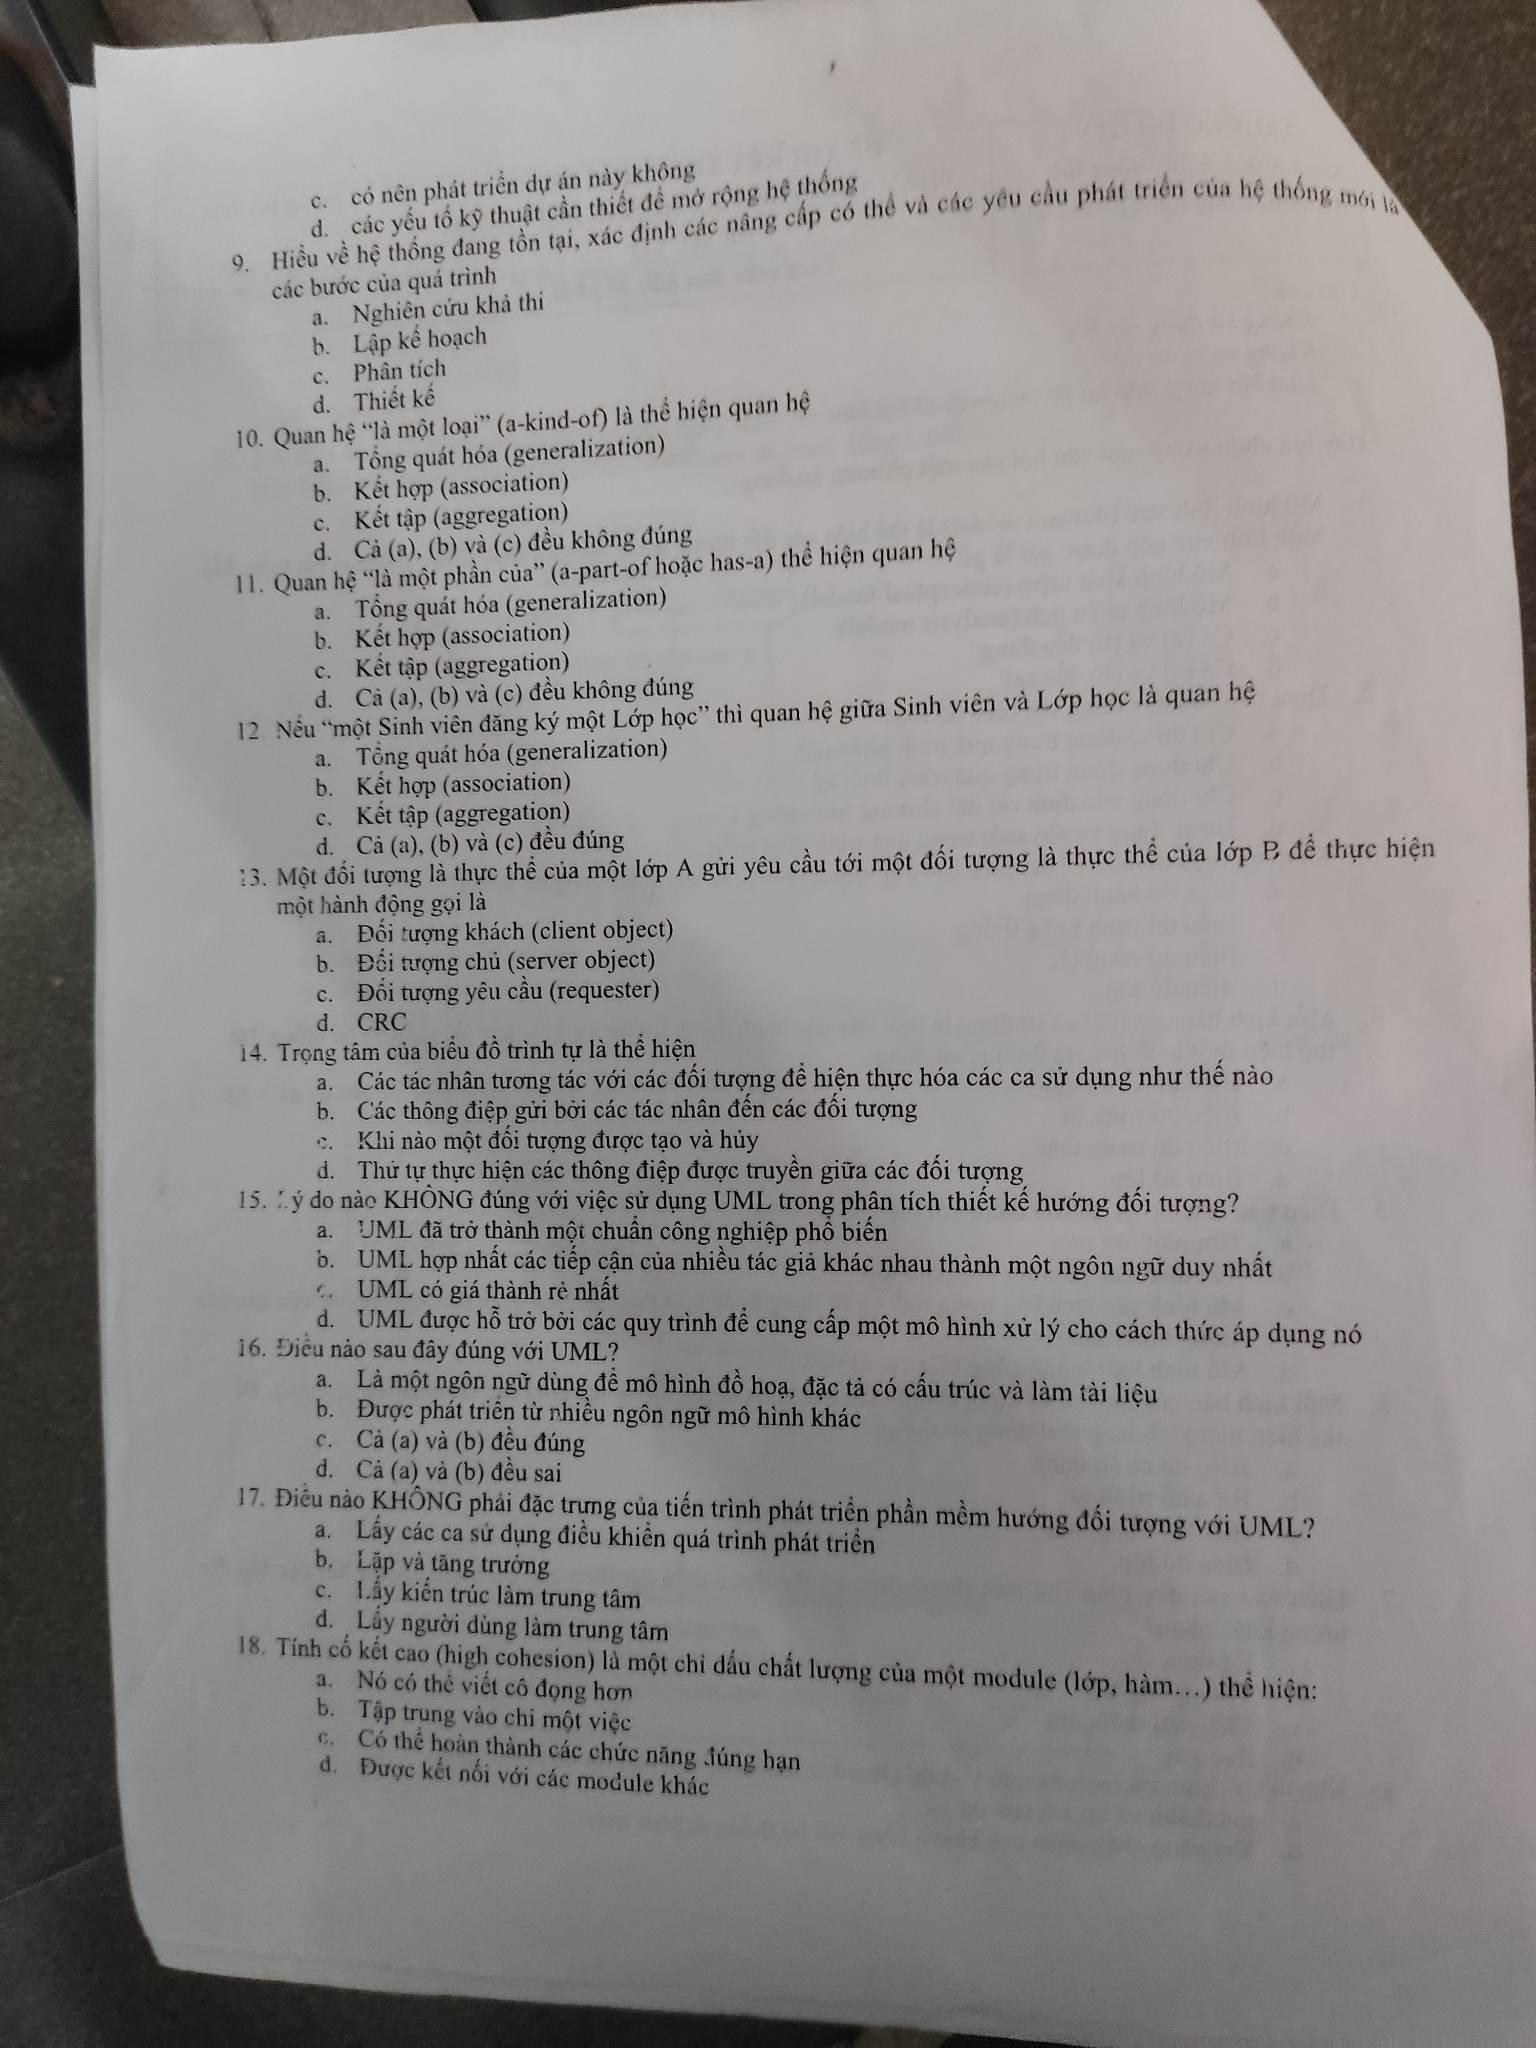 c. có nên phát triển dự án này không
d. các yếu tố kỹ thuật cần thiết để mở rộng hệ thống
9. Hiểu về hệ thống đang tồn tại, xác định các nâng cấp có thể và các yêu cầu phát triển của hệ thống mới là
các bước của quá trình
a. Nghiên cứu khả thi
b. Lập kế hoạch
c. Phân tích
d. Thiết kế
10. Quan hệ “là một loại” (a-kind-of) là thể hiện quan hệ
a. Tổng quát hóa (generalization)
b. Kết hợp (association)
c. Kết tập (aggregation)
d. Cả (a), (b) và (c) đều không đúng
11. Quan hệ “là một phần của” (a-part-of hoặc has-a) thể hiện quan hệ
a. Tổng quát hóa (generalization)
b. Kết hợp (association)
c. Kết tập (aggregation)
d. Cả (a), (b) và (c) đều không đúng
12 Nếu “một Sinh viên đăng ký một Lớp học” thì quan hệ giữa Sinh viên và Lớp học là quan hệ
a. Tổng quát hóa (generalization)
b. Kết hợp (association)
c. Kết tập (aggregation)
d. Cả (a), (b) và (c) đều đúng
13. Một đối tượng là thực thể của một lớp A gửi yêu cầu tới một đối tượng là thực thể của lớp B để thực hiện
một hành động gọi là
a. Đối tượng khách (client object)
b. Đối tượng chủ (server object)
c. Đối tượng yêu cầu (requester)
d. CRC
14. Trọng tâm của biểu đồ trình tự là thể hiện
a. Các tác nhân tương tác với các đối tượng để hiện thực hóa các ca sử dụng như thế nào
b. Các thông điệp gửi bởi các tác nhân đến các đối tượng
c. Khi nào một đối tượng được tạo và hủy
d. Thứ tự thực hiện các thông điệp được truyền giữa các đối tượng
15. Lý do nào KHÔNG đúng với việc sử dụng UML trong phân tích thiết kế hướng đối tượng?
a. UML đã trở thành một chuẩn công nghiệp phổ biến
b. UML hợp nhất các tiếp cận của nhiều tác giả khác nhau thành một ngôn ngữ duy nhất
c. UML có giá thành rẻ nhất
d. UML được hỗ trở bởi các quy trình để cung cấp một mô hình xử lý cho cách thức áp dụng nó
16. Điều nào sau đây đúng với UML?
a. Là một ngôn ngữ dùng để mô hình đồ hoạ, đặc tả có cấu trúc và làm tài liệu
b. Được phát triển từ nhiều ngôn ngữ mô hình khác
c. Cả (a) và (b) đều đúng
d. Cả (a) và (b) đều sai
17. Điều nào KHÔNG phải đặc trưng của tiến trình phát triển phần mềm hướng đối tượng với UML?
a. Lấy các ca sử dụng điều khiển quá trình phát triển
b. Lặp và tăng trưởng
c. Lấy kiến trúc làm trung tâm
d. Lấy người dùng làm trung tâm
18. Tính cố kết cao (high cohesion) là một chỉ dấu chất lượng của một module (lớp, hàm…) thể hiện:
a. Nó có thể viết cô đọng hơn
b. Tập trung vào chỉ một việc
c. Có thể hoàn thành các chức năng đúng hạn
d. Được kết nối với các module khác